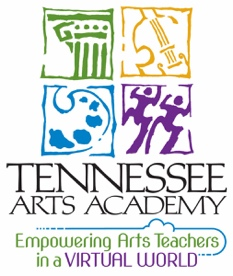 TENNESSEE
ARTS ACADEMY
Empowering Arts Teachers
in a VIRTUAL WORLD